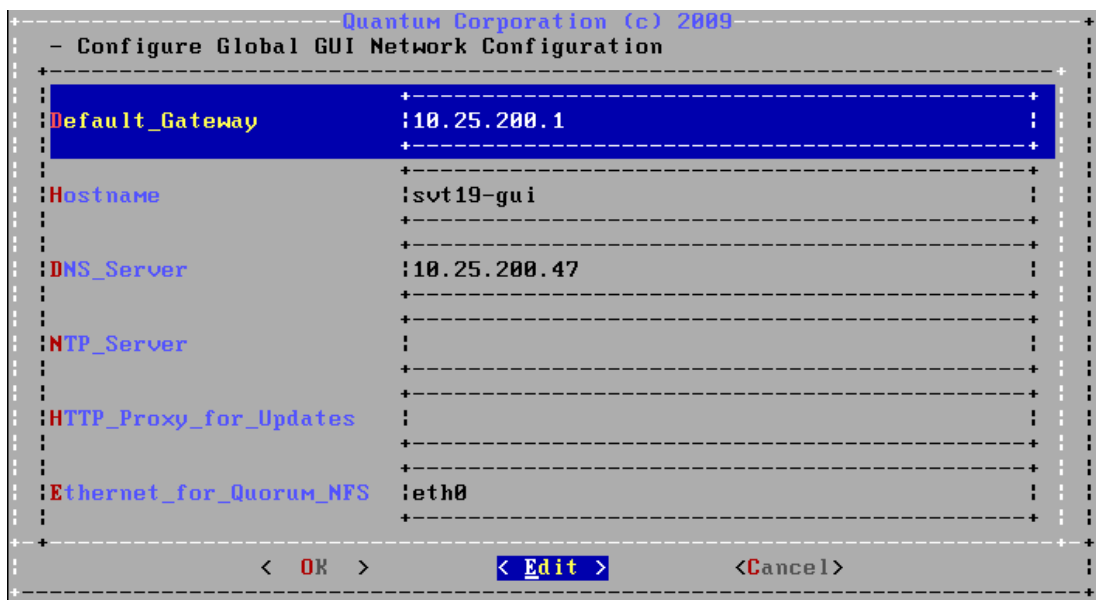 Quantum Corporation (c) 2009
- Configure Global GUI Network Configuration
Default_Gateway 10.25.200.1
Hostname svt19-gui
DNS_Server 10.25.200.47
NTP_Server
HTTP_Proxy_for_Updates
Ethernet_for_Quorum_NFS eth0
< OK > < Edit > <Cancel>